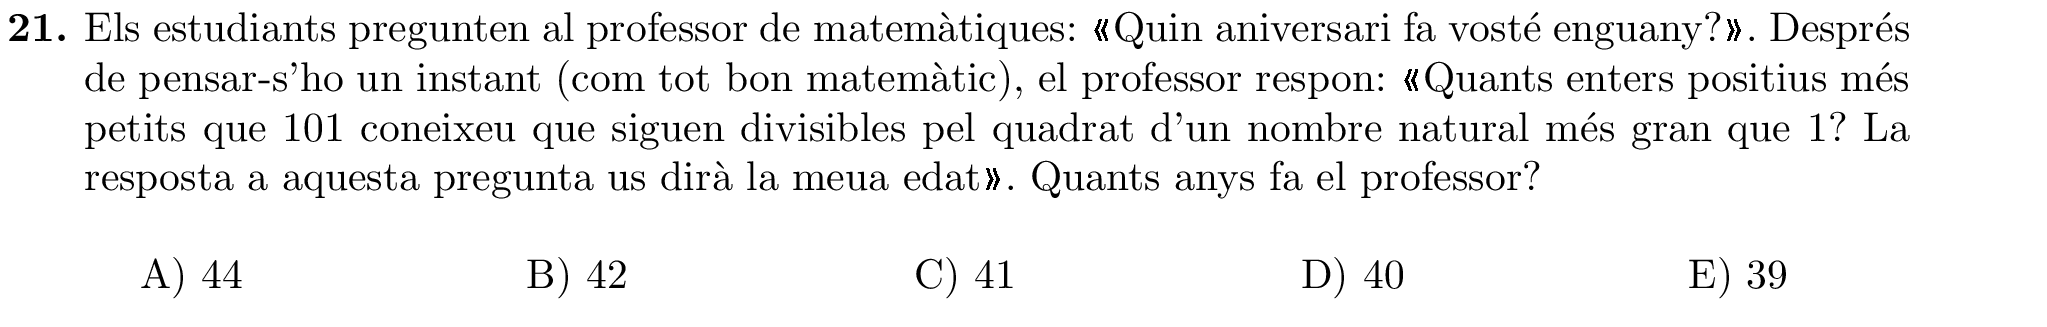 21. Els estudiants pregunten al professor de matemàtiques: «Quin aniversari fa vosté enguany?». Després
de pensar-s'ho un instant (com tot bon matemàtic), el professor respon: «Quants enters positius més
petits que 101 coneixeu que siguen divisibles pel quadrat d'un nombre natural més gran que 1? La
resposta a aquesta pregunta us dirà la meua edat». Quants anys fa el professor?
A) 44 B) 42 C) 41 D) 40 E) 39